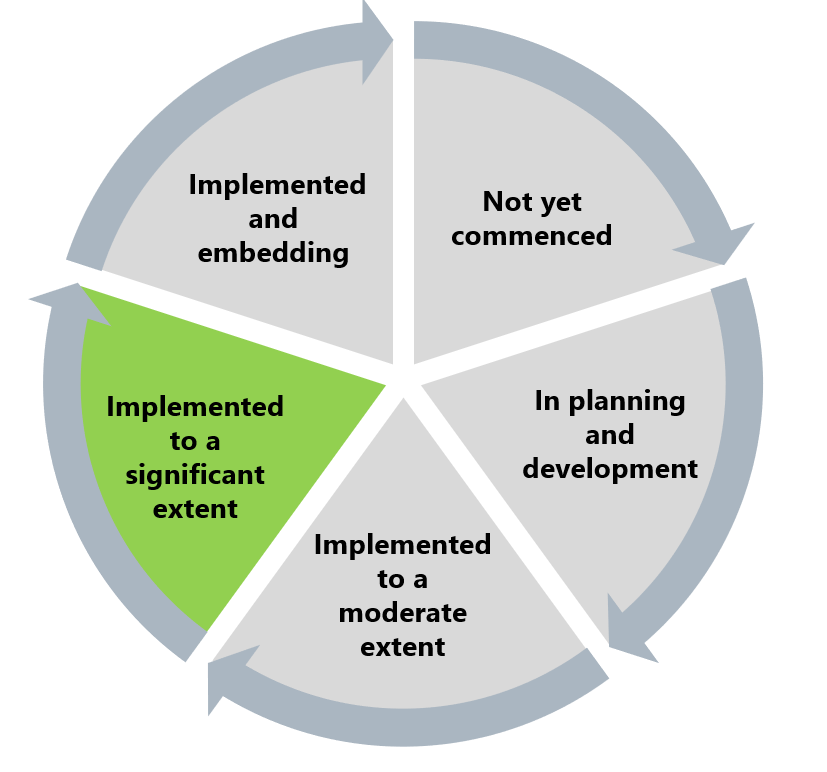 Not yet
commenced
In planning
and
development
Implemented
to a
moderate
extent
Implemented
to a
significant
extent
Implemented
and
embedding